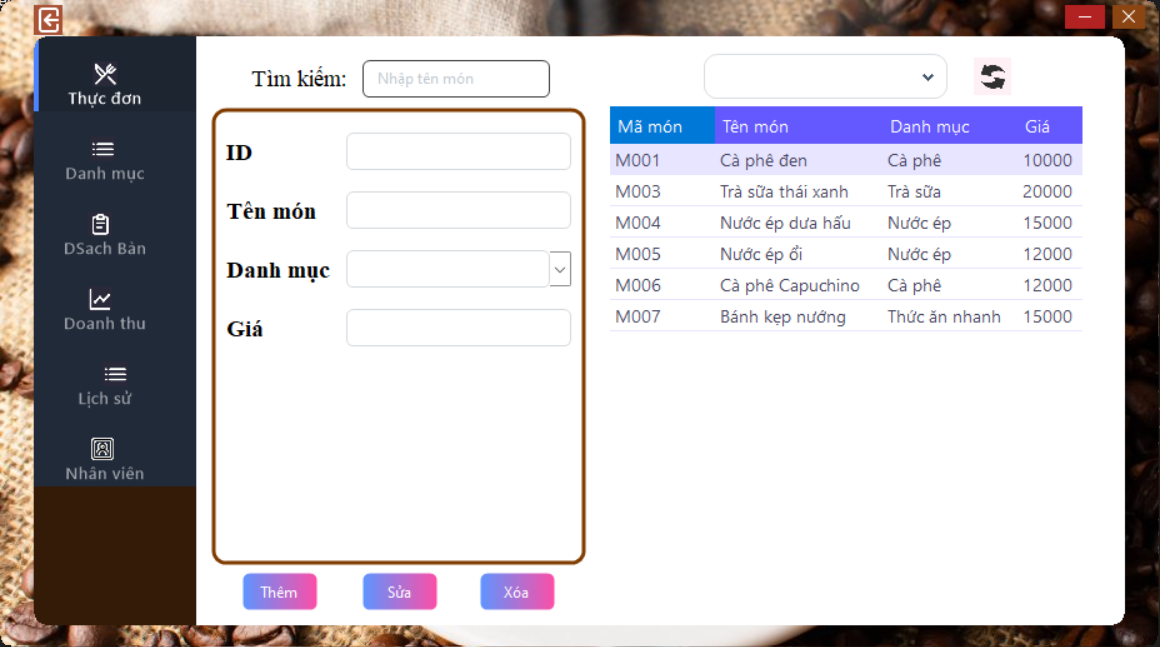 Thực đơn
Danh mục
DSach Bàn
Doanh thu
Lịch sử
Nhân viên
Tìm kiếm: Nhập tên món
ID
Tên món
Danh mục
Giá
Thêm Sửa Xóa
Mã món Tên món Danh mục Giá
M001 Cà phê đen Cà phê 10000
M003 Trà sữa thái xanh Trà sữa 20000
M004 Nước ép dưa hấu Nước ép 15000
M005 Nước ép ổi Nước ép 12000
M006 Cà phê Capuchino Cà phê 12000
M007 Bánh kẹp nướng Thức ăn nhanh 15000